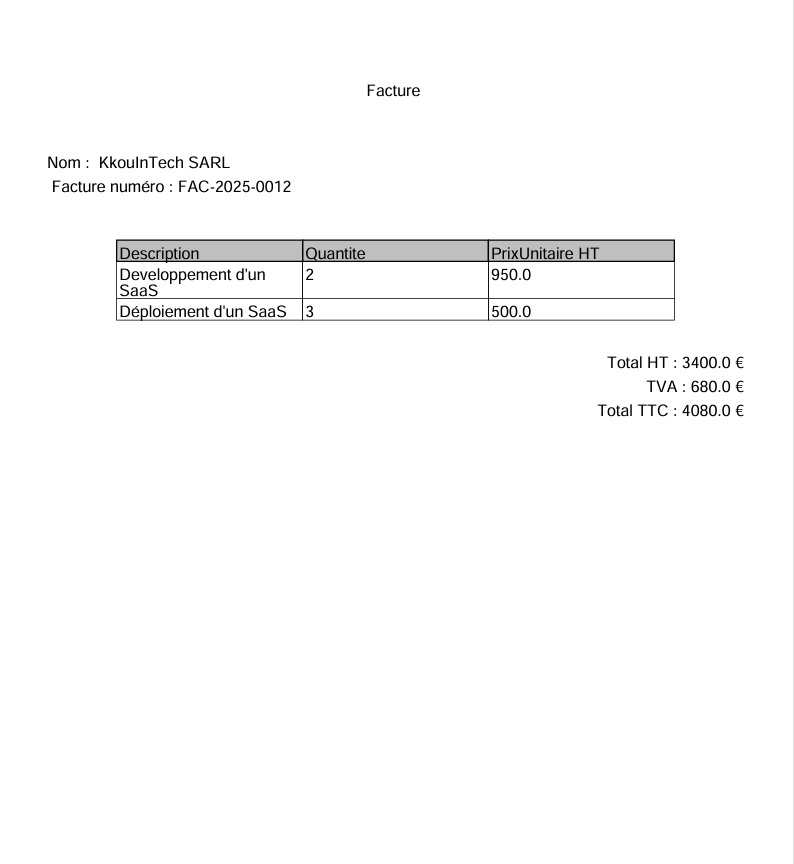 Facture
Nom :  KkouInTech SARL
Facture numéro : FAC-2025-0012
Description Quantite PrixUnitaire HT
Developpement d'un 2 950.0
SaaS
Déploiement d'un SaaS 3 500.0
Total HT : 3400.0 €
TVA : 680.0 €
Total TTC : 4080.0 €